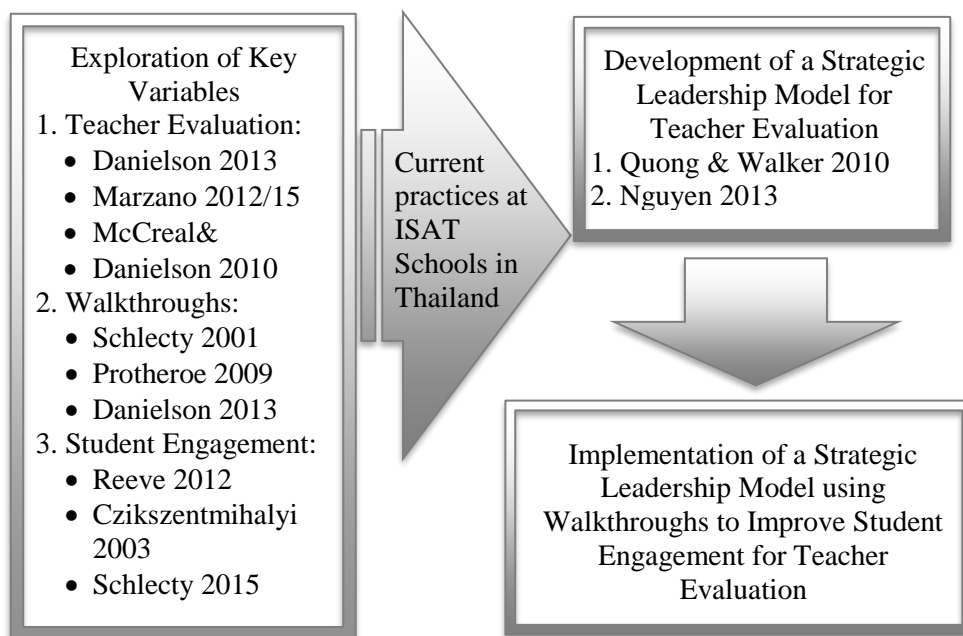 Exploration of Key
Variables
1. Teacher Evaluation:
• Danielson 2013
• Marzano 2012/15
• McCreal&
• Danielson 2010
2. Walkthroughs:
• Schlecty 2001
• Protheroe 2009
• Danielson 2013
3. Student Engagement:
• Reeve 2012
• Czikszentmihalyi
2003
• Schlecty 2015
Current
practices at
ISAT
Schools in
Thailand
Development of a Strategic
Leadership Model for
Teacher Evaluation
1. Quong & Walker 2010
2. Nguyen 2013
Implementation of a Strategic
Leadership Model using
Walkthroughs to Improve Student
Engagement for Teacher
Evaluation